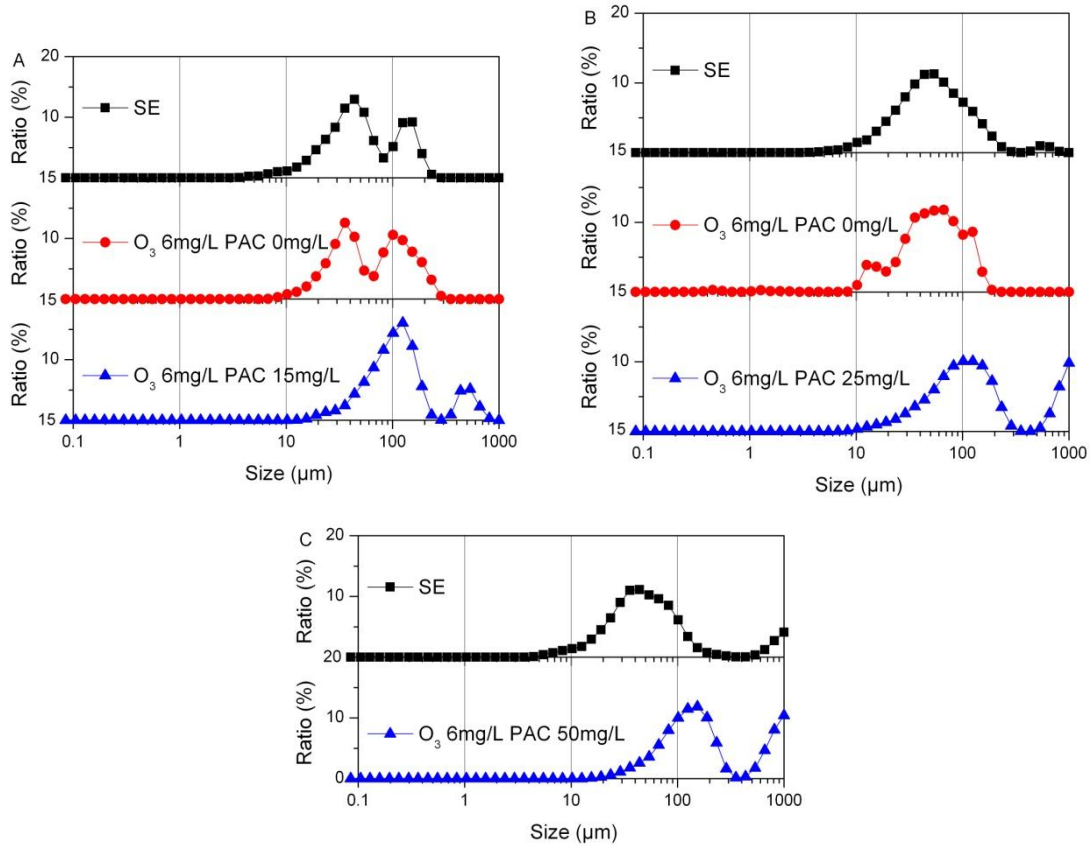 A
20
Ratio (%)
10
SE
15
Ratio (%)
10
O₃ 6mg/L PAC 0mg/L
15
Ratio (%)
10
O₃ 6mg/L PAC 15mg/L
15
0.1 1 10 100 1000
Size (µm)
B
20
Ratio (%)
10
SE
15
Ratio (%)
10
O₃ 6mg/L PAC 0mg/L
15
Ratio (%)
10
O₃ 6mg/L PAC 25mg/L
15
0.1 1 10 100 1000
Size (µm)
C
20
Ratio (%)
10
SE
20
Ratio (%)
10
O₃ 6mg/L PAC 50mg/L
0
0.1 1 10 100 1000
Size (µm)